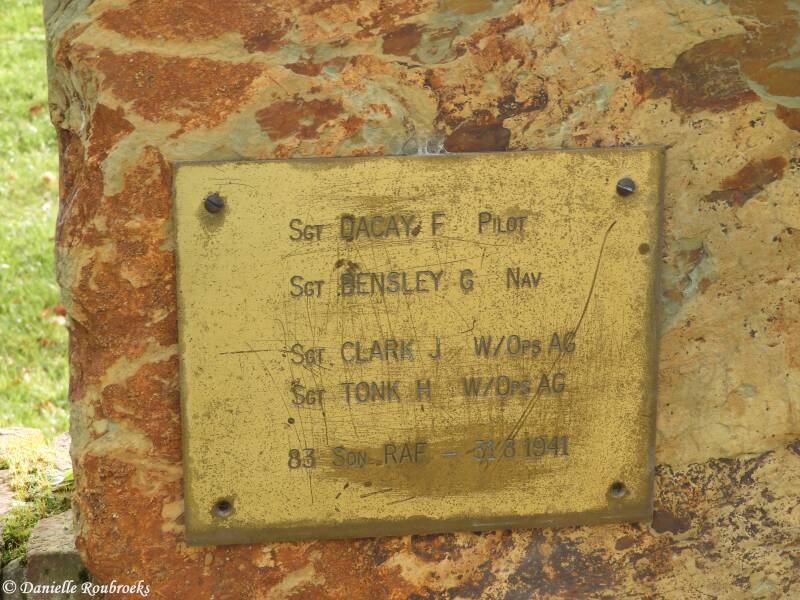 Sgt DACAY F Pilot
Sgt BENSLEY G Nav
Sgt CLARK J W/Ops AG
Sgt TONK H W/Ops AG
83 Sqn RAF - 31 8 1941
© Danielle Roubroeks